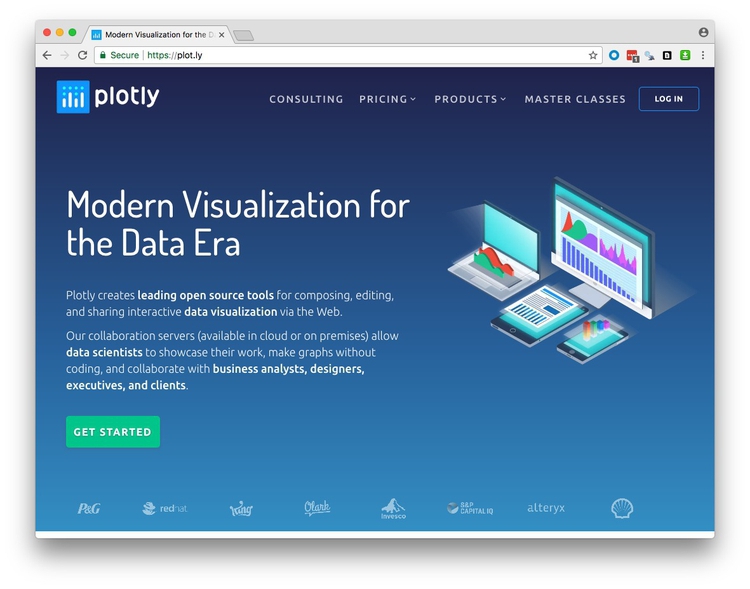 Modern Visualization for the D
Secure | https://plot.ly
1
plotly
CONSULTING PRICING PRODUCTS MASTER CLASSES LOG IN
Modern Visualization for
the Data Era
Plotly creates leading open source tools for composing, editing,
and sharing interactive data visualization via the Web.
Our collaboration servers (available in cloud or on premises) allow
data scientists to showcase their work, make graphs without
coding, and collaborate with business analysts, designers,
executives, and clients.
GET STARTED
P&G redhat King Olark invesco S&P CAPITAL IQ alteryx